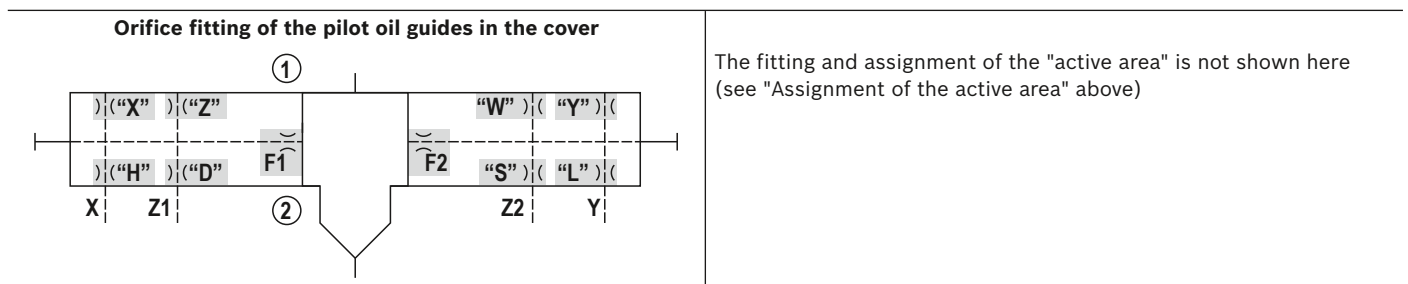 Orifice fitting of the pilot oil guides in the cover
①
“X” “Z” “W” “Y”
F1 F2
“H” “D” “S” “L”
X Z1 ② Z2 Y
The fitting and assignment of the "active area" is not shown here
(see "Assignment of the active area" above)